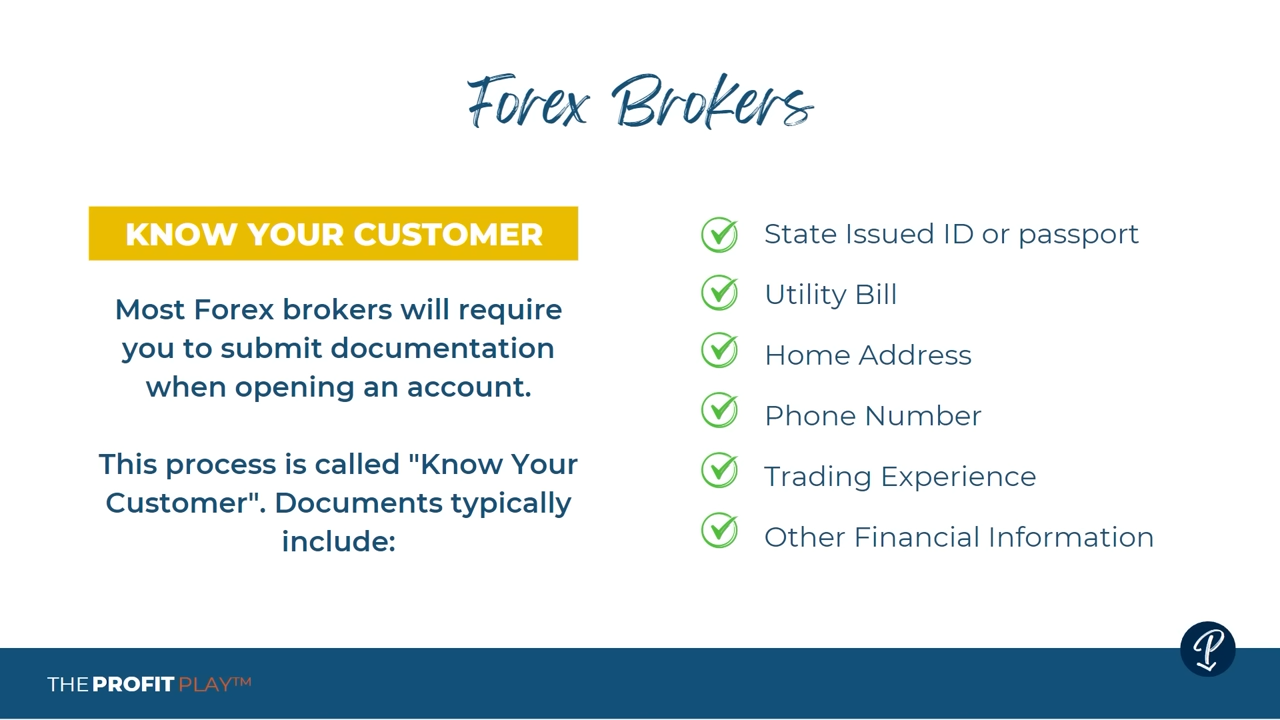 Forex Brokers
KNOW YOUR CUSTOMER
Most Forex brokers will require
you to submit documentation
when opening an account.
This process is called "Know Your
Customer". Documents typically
include:
State Issued ID or passport
Utility Bill
Home Address
Phone Number
Trading Experience
Other Financial Information
THE PROFIT PLAY™
P